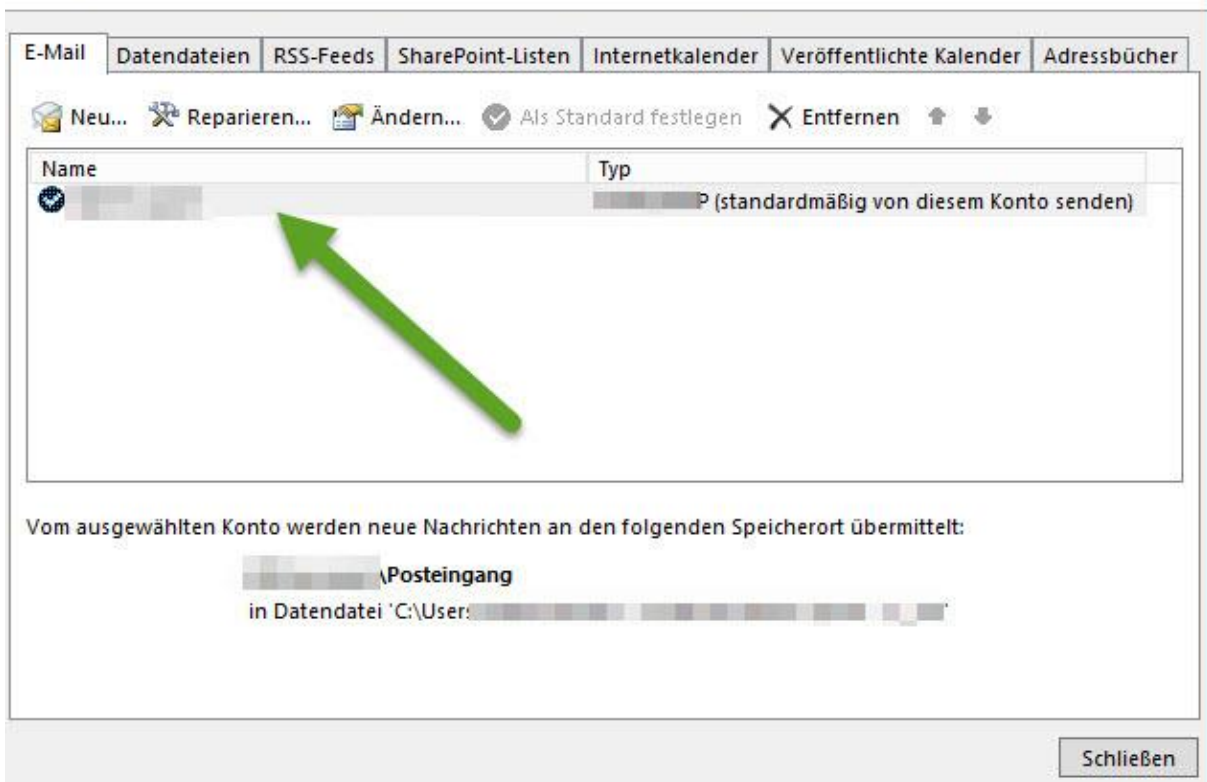 E-Mail Datendateien RSS-Feeds SharePoint-Listen Internetkalender Veröffentlichte Kalender Adressbücher
Neu... Reparieren... Ändern... Als Standard festlegen Entfernen
Name Typ
P (standardmäßig von diesem Konto senden)
Vom ausgewählten Konto werden neue Nachrichten an den folgenden Speicherort übermittelt:
\Posteingang
in Datendatei 'C:\Users
Schließen